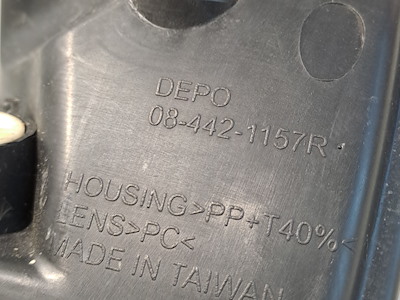 DEPO
08-442-1157R
HOUSING>PP+T40%<
LENS>PC<
MADE IN TAIWAN